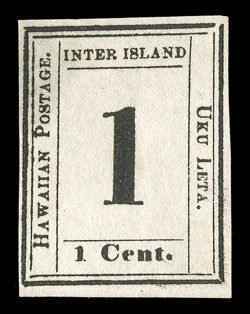 INTER ISLAND
HAWAIIAN POSTAGE.
1
UKU LETA.
1 Cent.